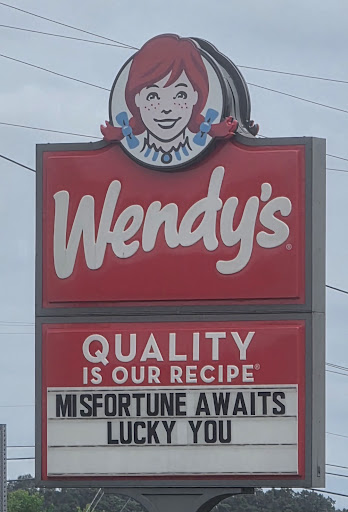 Wendy's®
QUALITY
IS OUR RECIPE®
MISFORTUNE AWAITS
LUCKY YOU